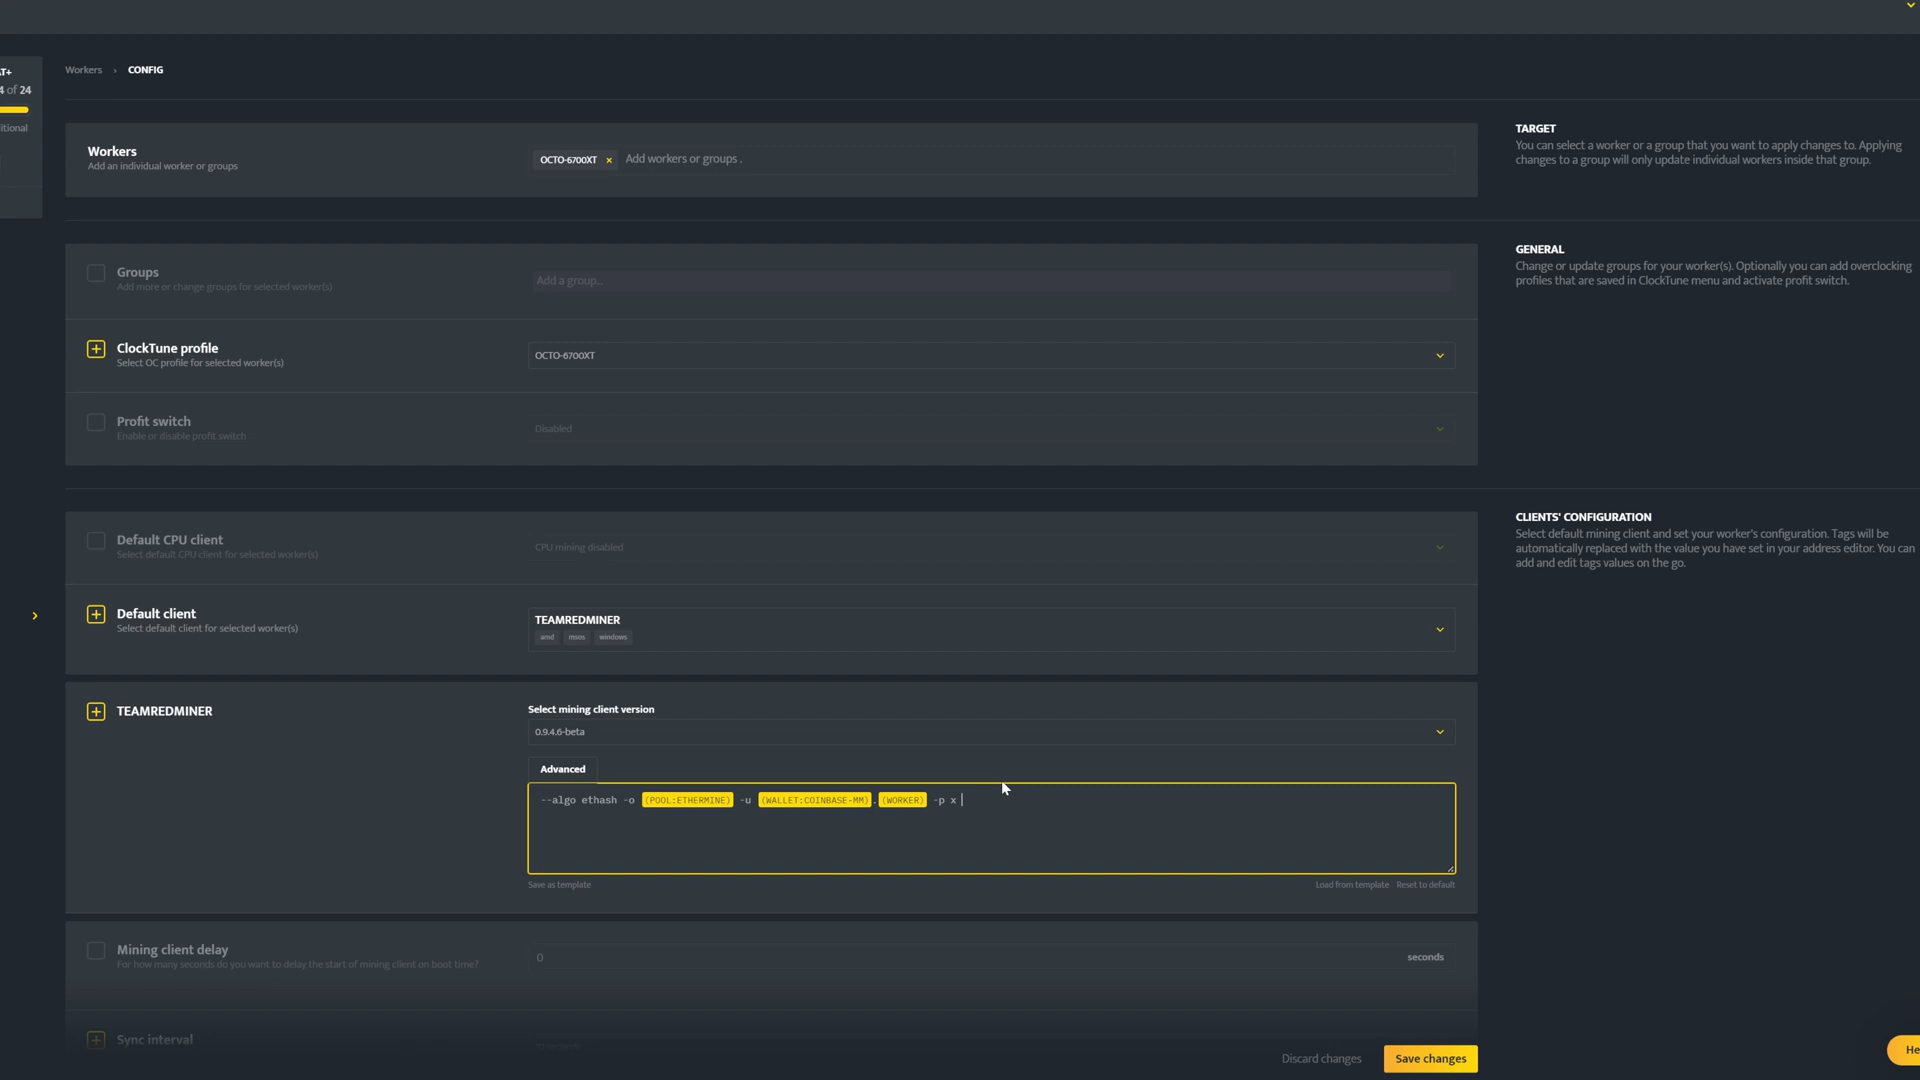 AT+
4 of 24
itional
Workers › CONFIG
Workers
Add an individual worker or groups
OCTO-6700XT × Add workers or groups .
TARGET
You can select a worker or a group that you want to apply changes to. Applying
changes to a group will only update individual workers inside that group.
Groups
Add more or change groups for selected worker(s)
Add a group...
ClockTune profile
Select OC profile for selected worker(s)
OCTO-6700XT
Profit switch
Enable or disable profit switch
Disabled
GENERAL
Change or update groups for your worker(s). Optionally you can add overclocking
profiles that are saved in ClockTune menu and activate profit switch.
Default CPU client
Select default CPU client for selected worker(s)
CPU mining disabled
Default client
Select default client for selected worker(s)
TEAMREDMINER
amd msos windows
CLIENTS' CONFIGURATION
Select default mining client and set your worker's configuration. Tags will be
automatically replaced with the value you have set in your address editor. You can
add and edit tags values on the go.
TEAMREDMINER
Select mining client version
0.9.4.6-beta
Advanced
--algo ethash -o (POOL:ETHERMINE) -u (WALLET:COINBASE-MM).(WORKER) -p x
Save as template
Load from template Reset to default
Mining client delay
For how many seconds do you want to delay the start of mining client on boot time?
0
seconds
Sync interval
10 seconds
Discard changes
Save changes
He